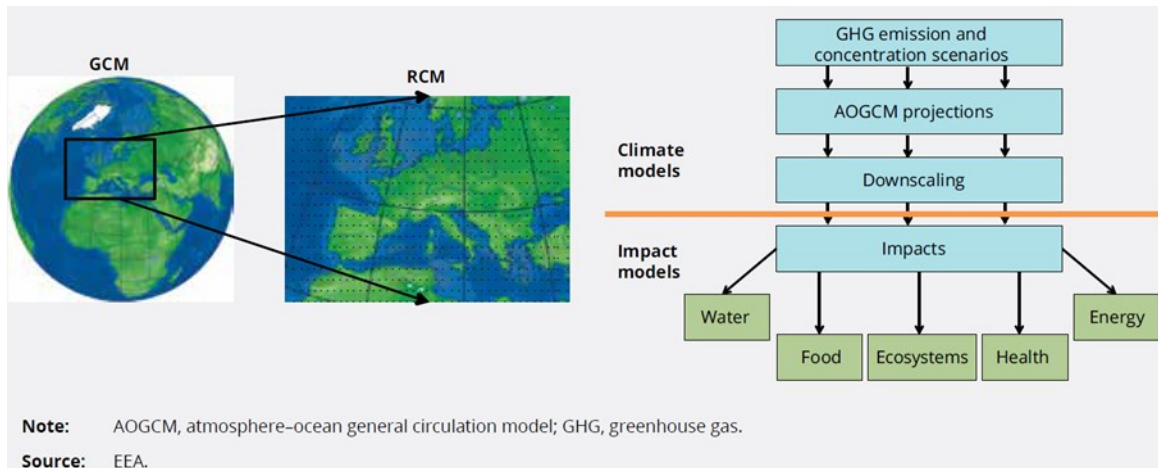 GCM
RCM
GHG emission and
concentration scenarios
AOGCM projections
Climate
models
Downscaling
Impact
models
Impacts
Water
Food
Ecosystems
Health
Energy
Note: AOGCM, atmosphere–ocean general circulation model; GHG, greenhouse gas.
Source: EEA.